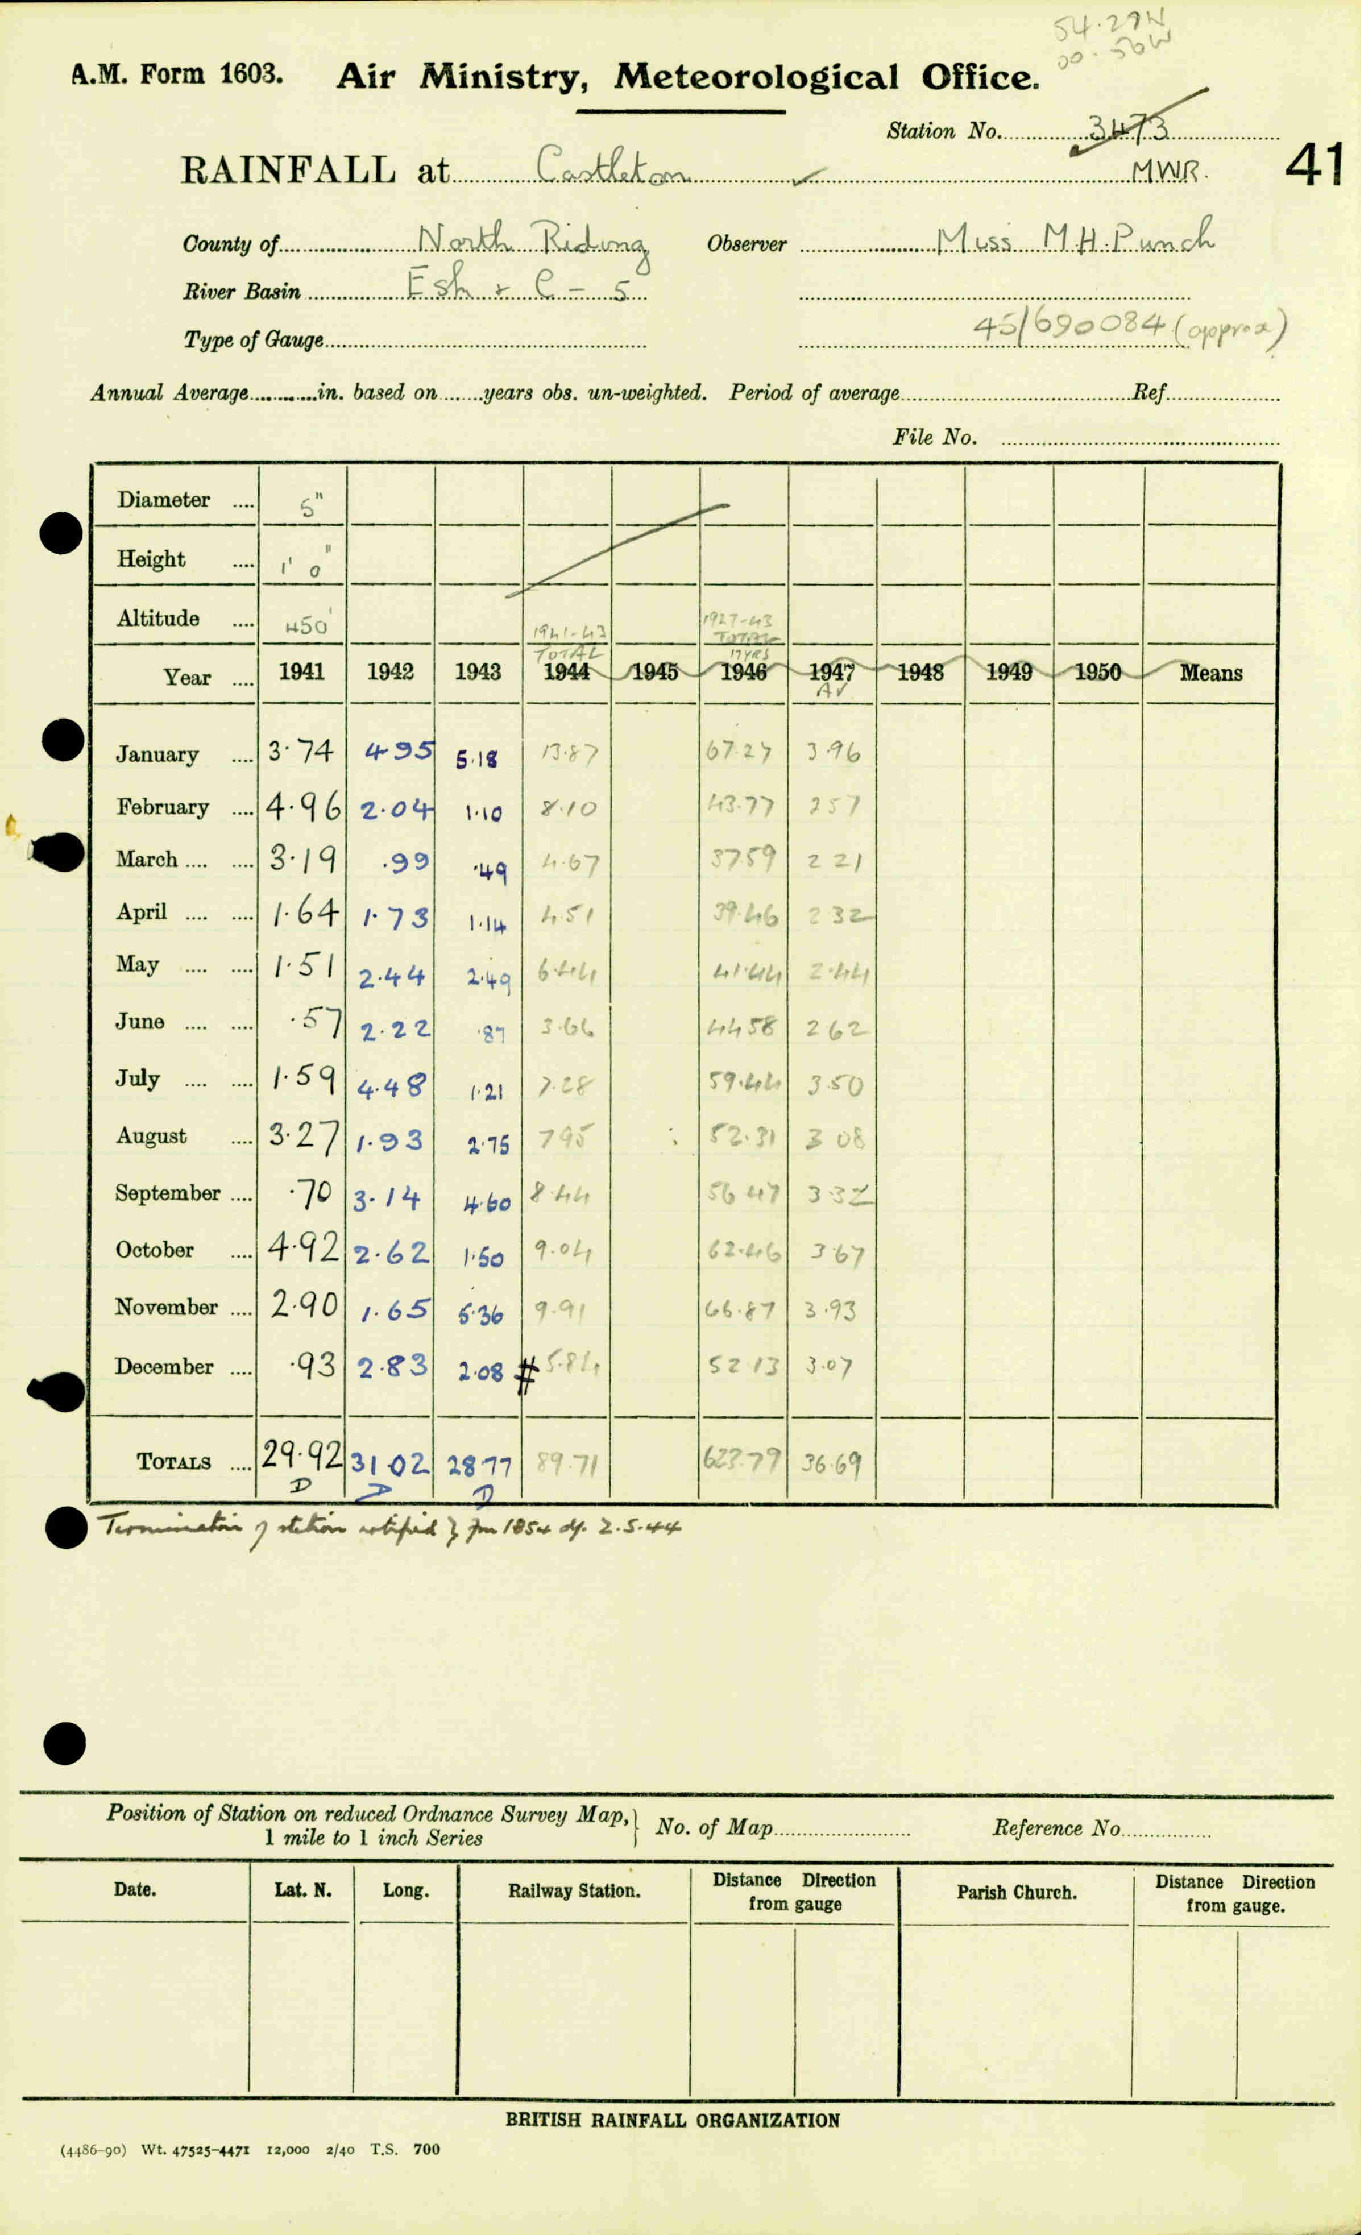 54.29N
00.50W
A.M. Form 1603. Air Ministry, Meteorological Office.
Station No. 3473
RAINFALL at Castleton ✓ MWR. 41
County of North Riding Observer Miss M.H. Punch
River Basin Esk + C - 5
Type of Gauge 45/690084 (approx)
Annual Average in. based on years obs. un-weighted. Period of average Ref.
File No.
Diameter .... 5"
Height .... 1' 0"
Altitude .... 450' 1941-43 1927-43
TOTAL TOTAL
17 YRS
Year .... 1941 1942 1943 1944 1945 1946 1947 1948 1949 1950 Means
AV
January .... 3.74 4.95 5.18 13.87 67.27 3.96
February .... 4.96 2.04 1.10 8.10 43.77 2.57
March .... .... 3.19 .99 .49 4.67 37.59 2.21
April .... .... 1.64 1.73 1.14 4.51 39.46 2.32
May .... .... 1.51 2.44 2.49 6.44 41.44 2.44
June .... .... .57 2.22 .87 3.66 44.58 2.62
July .... .... 1.59 4.48 1.21 7.28 59.44 3.50
August .... 3.27 1.93 2.75 7.95 52.31 3.08
September .... .70 3.14 4.60 8.44 56.47 3.32
October .... 4.92 2.62 1.50 9.04 62.46 3.67
November .... 2.90 1.65 5.36 9.91 66.87 3.93
December .... .93 2.83 2.08 # 5.84 52.13 3.07
TOTALS .... 29.92 31.02 28.77 89.71 623.79 36.69
D D D
Termination of station notified } Fm 1854 df. 2.5.44
Position of Station on reduced Ordnance Survey Map, 1 mile to 1 inch Series } No. of Map Reference No.
Date. Lat. N. Long. Railway Station. Distance Direction from gauge Parish Church. Distance Direction from gauge.
BRITISH RAINFALL ORGANIZATION
(4486-90) Wt. 47525-4471 12,000 2/40 T.S. 700